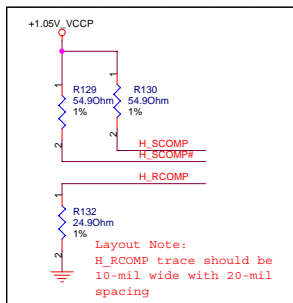 +1.05V_VCCP
1
1
R129
R130
54.9Ohm
54.9Ohm
1%
1%
2
2
H_SCOMP
H_SCOMP#
H_RCOMP
1
R132
24.9Ohm
1%
2
Layout Note:
H_RCOMP trace should be
10-mil wide with 20-mil
spacing